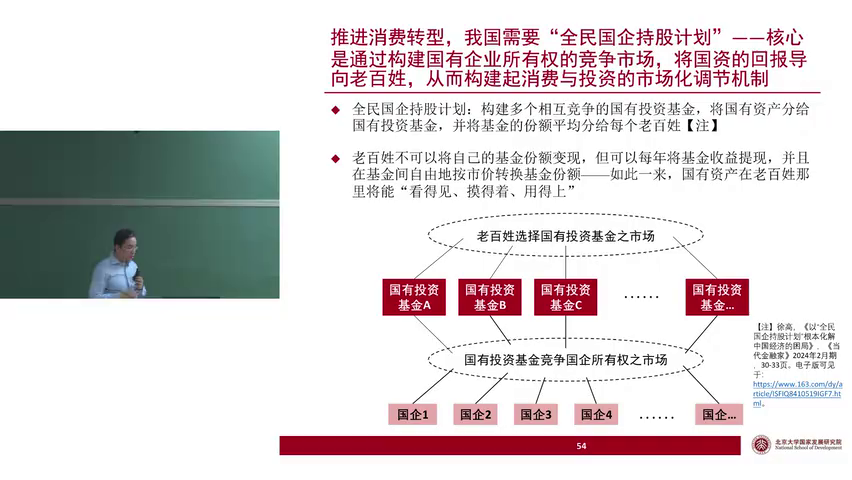 推进消费转型，我国需要“全民国企持股计划”——核心
是通过构建国有企业所有权的竞争市场，将国资的回报导
向老百姓，从而构建起消费与投资的市场化调节机制
全民国企持股计划：构建多个相互竞争的国有投资基金，将国有资产分给
国有投资基金，并将基金的份额平均分给每个老百姓【注】
老百姓不可以将自己的基金份额变现，但可以每年将基金收益提现，并且
在基金间自由地按市价转换基金份额——如此一来，国有资产在老百姓那
里将能“看得见、摸得着、用得上”
老百姓选择国有投资基金之市场
国有投资
基金A
国有投资
基金B
国有投资
基金C
……
国有投资
基金...
国有投资基金竞争国企所有权之市场
国企1
国企2
国企3
国企4
……
国企...
【注】徐高，《以“全民
国企持股计划”根本化解
中国经济的困局》，《当
代金融家》2024年2月期
，30-33页。电子版可见
于：
https://www.163.com/dy/a
rticle/ISFIQ8410519IGF7.ht
ml。
54
北京大学国家发展研究院
National School of Development